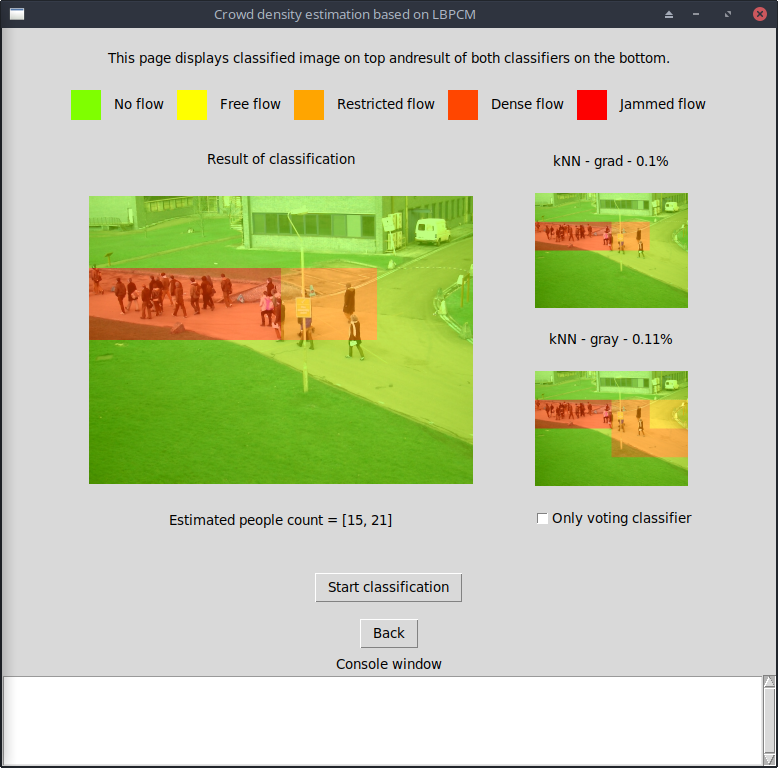 Crowd density estimation based on LBPCM
This page displays classified image on top andresult of both classifiers on the bottom.
No flow Free flow Restricted flow Dense flow Jammed flow
Result of classification
kNN - grad - 0.1%
kNN - gray - 0.11%
Estimated people count = [15, 21]
Only voting classifier
Start classification
Back
Console window